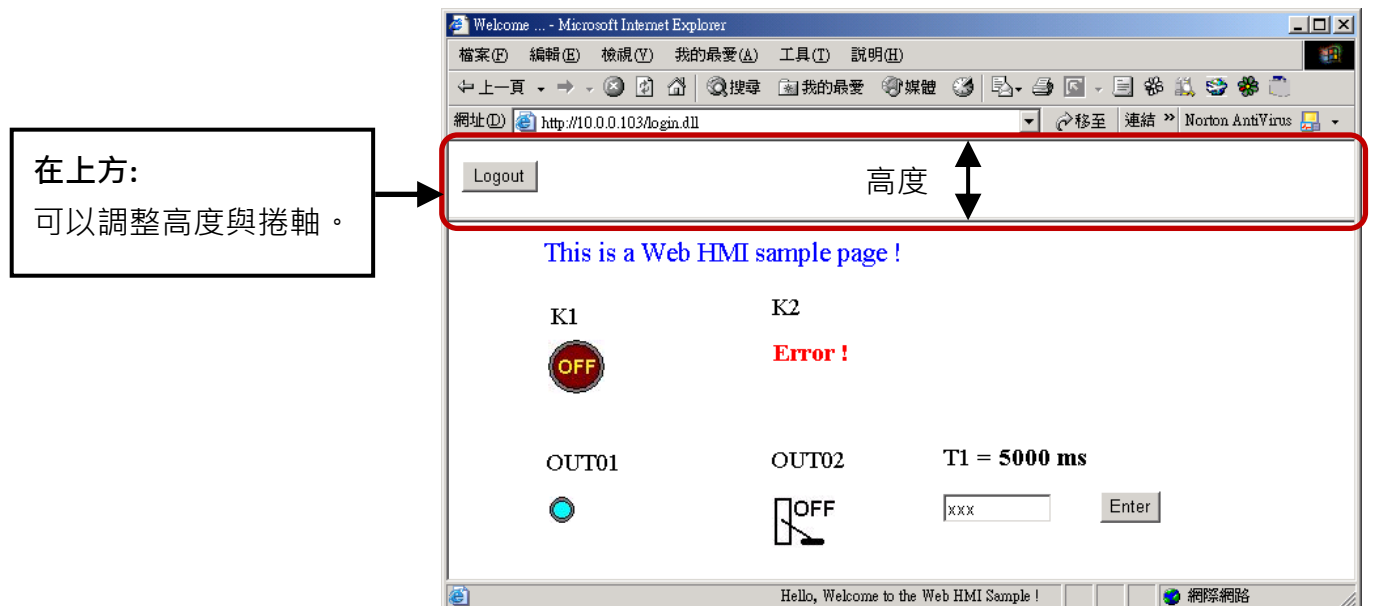 Welcome ... - Microsoft Internet Explorer
檔案(F) 編輯(E) 檢視(V) 我的最愛(A) 工具(T) 說明(H)
上一頁 搜尋 我的最愛 媒體
網址(D) http://10.0.0.103/login.dll 移至 連結 » Norton AntiVirus
在上方:
可以調整高度與捲軸。
Logout 高度
This is a Web HMI sample page !
K1 K2
OFF Error !
OUT01 OUT02 T1 = 5000 ms
OFF xxx Enter
Hello, Welcome to the Web HMI Sample ! 網際網路